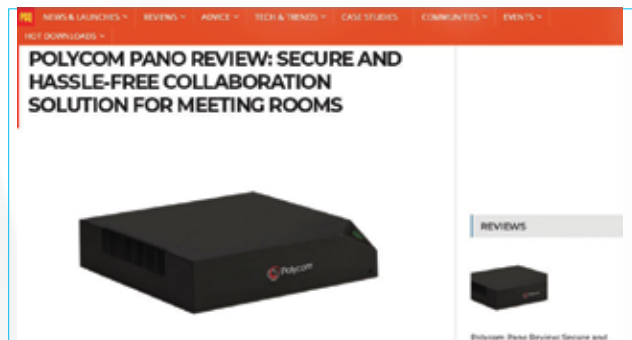 NEWS & LAUNCHES REVIEWS ADVICE TECH & TRENDS CASE STUDIES COMMUNITIES EVENTS
HOT DOWNLOADS
POLYCOM PANO REVIEW: SECURE AND
HASSLE-FREE COLLABORATION
SOLUTION FOR MEETING ROOMS
Polycom
REVIEWS
Polycom Pano Review: Secure and